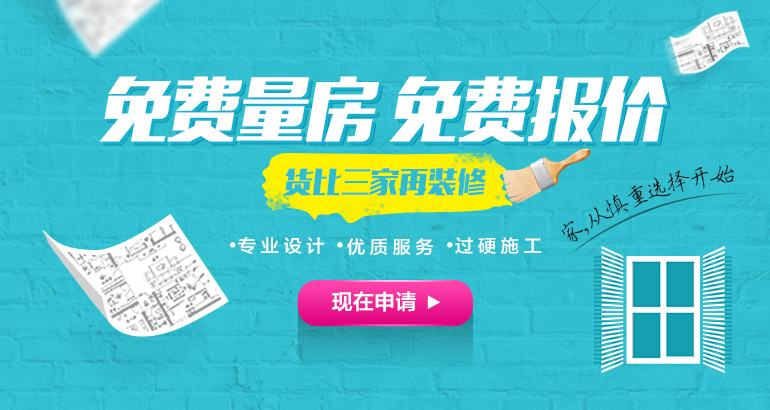 免费量房 免费报价
货比三家再装修
家,从慎重选择开始
•专业设计 •优质服务 •过硬施工
现在申请 ▶